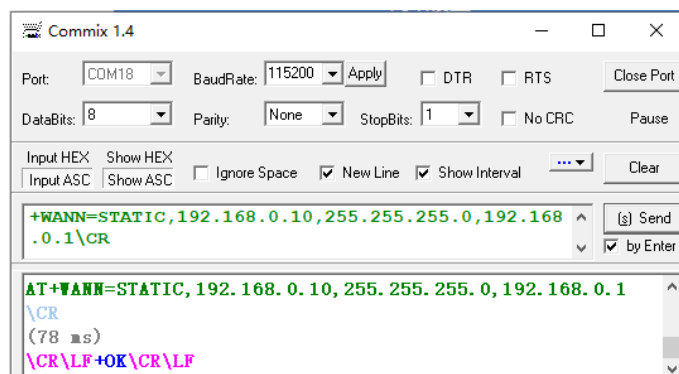 Commix 1.4
Port: COM18 BaudRate: 115200 Apply DTR RTS Close Port
DataBits: 8 Parity: None StopBits: 1 No CRC Pause
Input HEX Show HEX
Input ASC Show ASC Ignore Space New Line Show Interval ... Clear
+WANN=STATIC,192.168.0.10,255.255.255.0,192.168
.0.1\CR
(s) Send
by Enter
AT+WANN=STATIC,192.168.0.10,255.255.255.0,192.168.0.1
\CR
(78 ms)
\CR\LF+OK\CR\LF